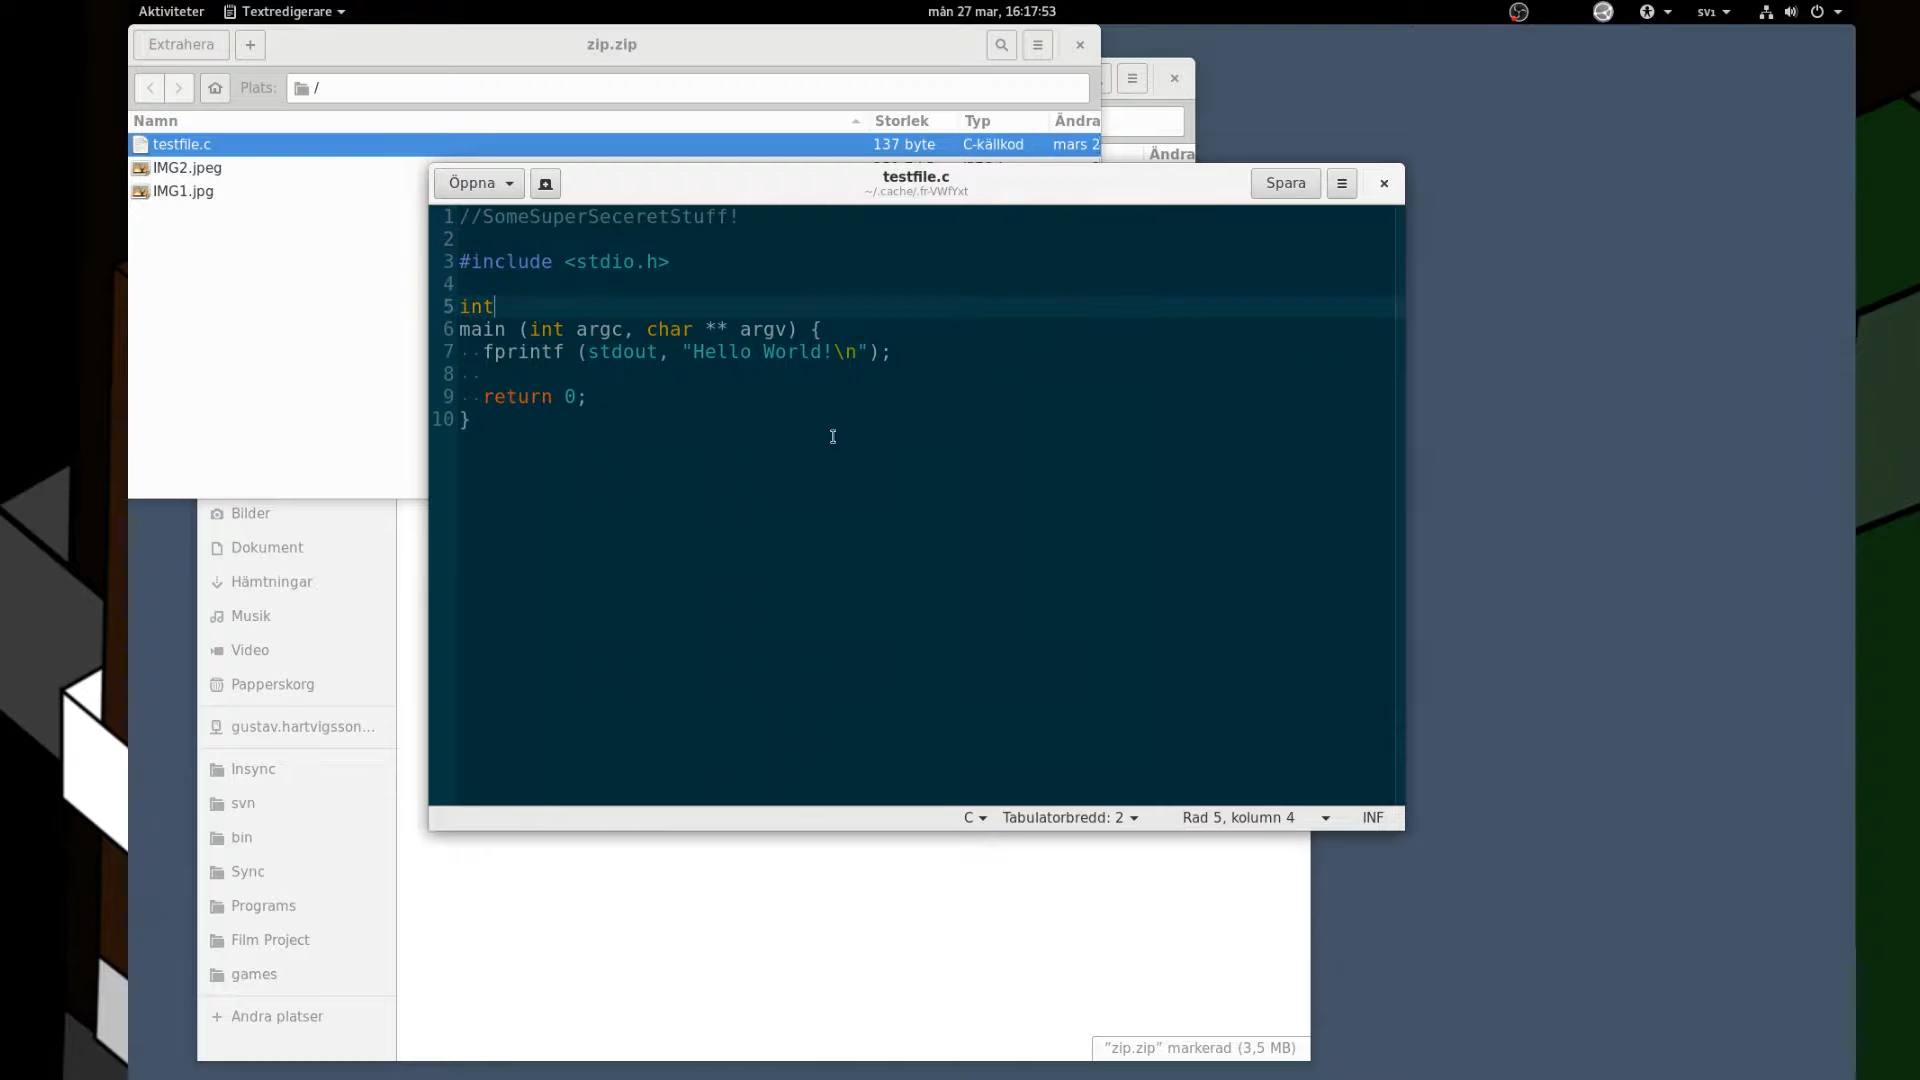 Aktiviteter Textredigerare mån 27 mar, 16:17:53 sv1
Extrahera + zip.zip
Plats: /
Namn Storlek Typ Ändra
testfile.c 137 byte C-källkod mars 2
IMG2.jpeg
IMG1.jpg
Ändra
Öppna testfile.c Spara
~/.cache/.fr-VWfYxt
1 //SomeSuperSeceretStuff!
2
3 #include <stdio.h>
4
5 int
6 main (int argc, char ** argv) {
7 ··fprintf (stdout, "Hello World!\n");
8 ··
9 ··return 0;
10 }
C Tabulatorbredd: 2 Rad 5, kolumn 4 INF
Bilder
Dokument
Hämtningar
Musik
Video
Papperskorg
gustav.hartvigsson...
Insync
svn
bin
Sync
Programs
Film Project
games
+ Andra platser
”zip.zip” markerad (3,5 MB)